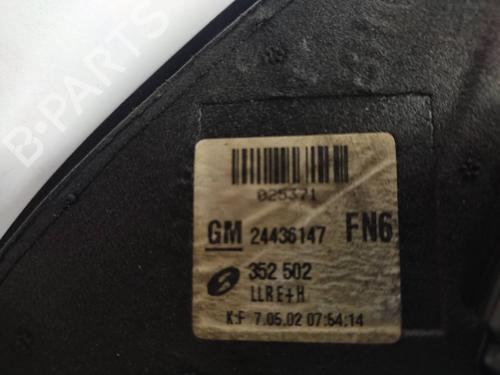 B-PARTS
025371
GM 24436147 FN6
352 502
LLRE+H
K:F 7.05.02 07:54:14